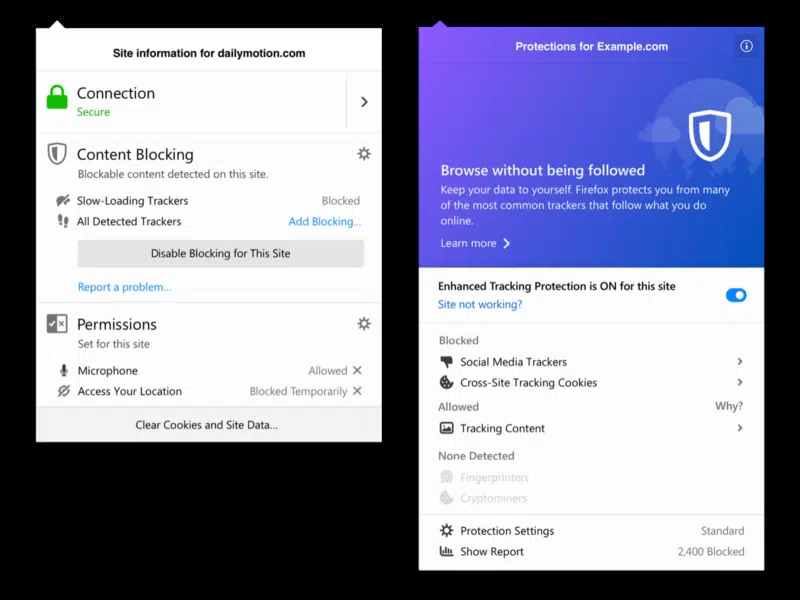 Site information for dailymotion.com
Connection
Secure
Content Blocking
Blockable content detected on this site.
Slow-Loading Trackers Blocked
All Detected Trackers Add Blocking...
Disable Blocking for This Site
Report a problem...
Permissions
Set for this site
Microphone Allowed
Access Your Location Blocked Temporarily
Clear Cookies and Site Data...
Protections for Example.com
Browse without being followed
Keep your data to yourself. Firefox protects you from many
of the most common trackers that follow what you do
online.
Learn more
Enhanced Tracking Protection is ON for this site
Site not working?
Blocked
Social Media Trackers
Cross-Site Tracking Cookies
Allowed Why?
Tracking Content
None Detected
Fingerprinters
Cryptominers
Protection Settings Standard
Show Report 2,400 Blocked